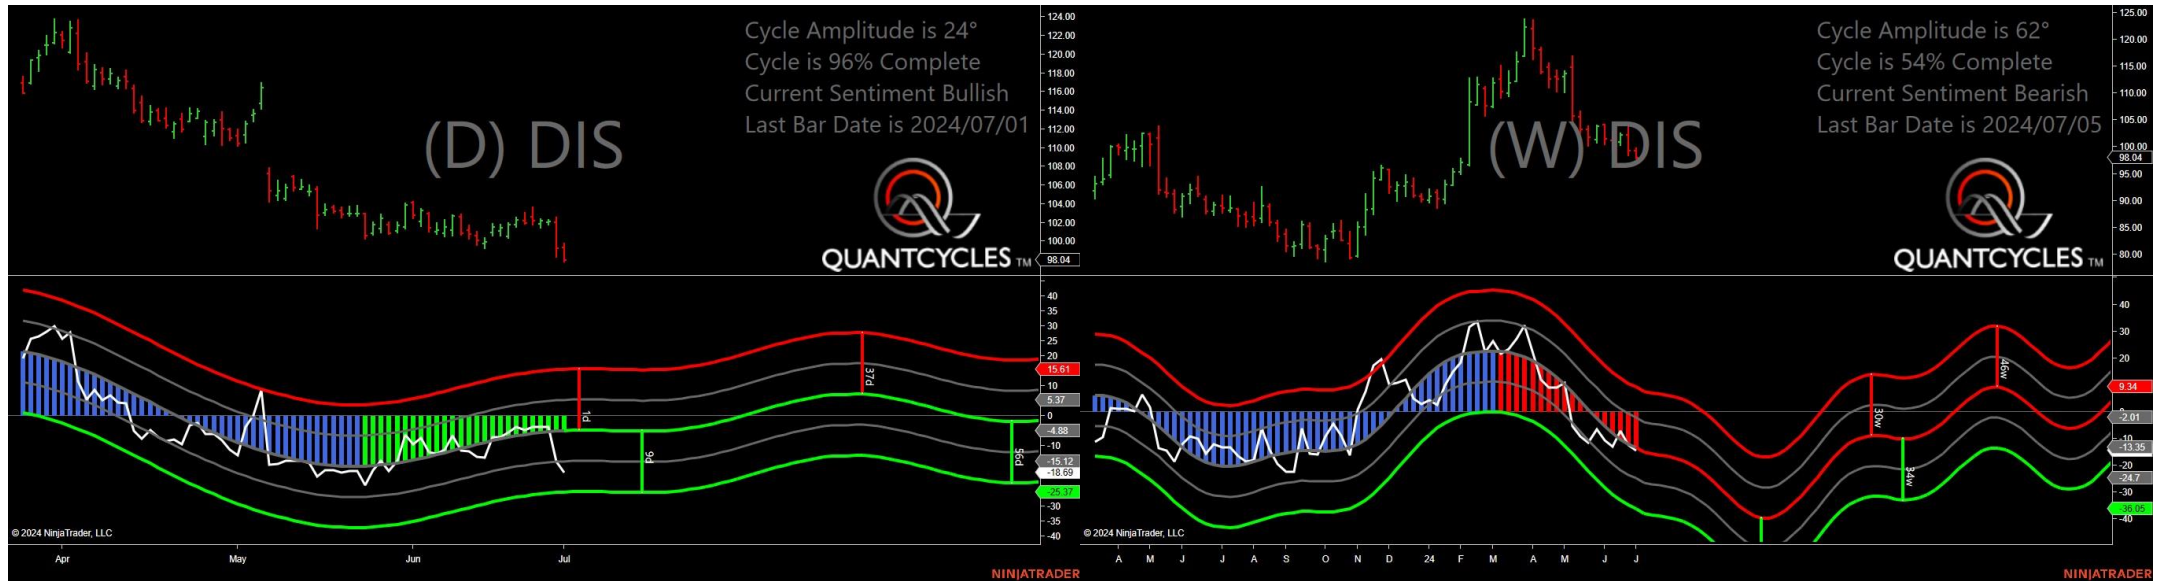 Cycle Amplitude is 24°
Cycle is 96% Complete
Current Sentiment Bullish
Last Bar Date is 2024/07/01
(D) DIS
QUANTCYCLES TM
124.00
122.00
120.00
118.00
116.00
114.00
112.00
110.00
108.00
106.00
104.00
102.00
100.00
98.04
40
35
30
25
20
15.61
10
5.37
0
-4.88
-10
-15.12
-18.69
-25.37
-30
-35
-40
1d
9d
37d
56d
© 2024 NinjaTrader, LLC
Apr May Jun Jul
NINJATRADER
Cycle Amplitude is 62°
Cycle is 54% Complete
Current Sentiment Bearish
Last Bar Date is 2024/07/05
(W) DIS
QUANTCYCLES TM
125.00
120.00
115.00
110.00
105.00
100.00
98.04
95.00
90.00
85.00
80.00
40
30
20
9.34
-2.01
-10
-13.35
-20
-24.7
-30
-36.05
-40
30w
34w
46w
© 2024 NinjaTrader, LLC
A M J J A S O N D 24 F M A M J J
NINJATRADER